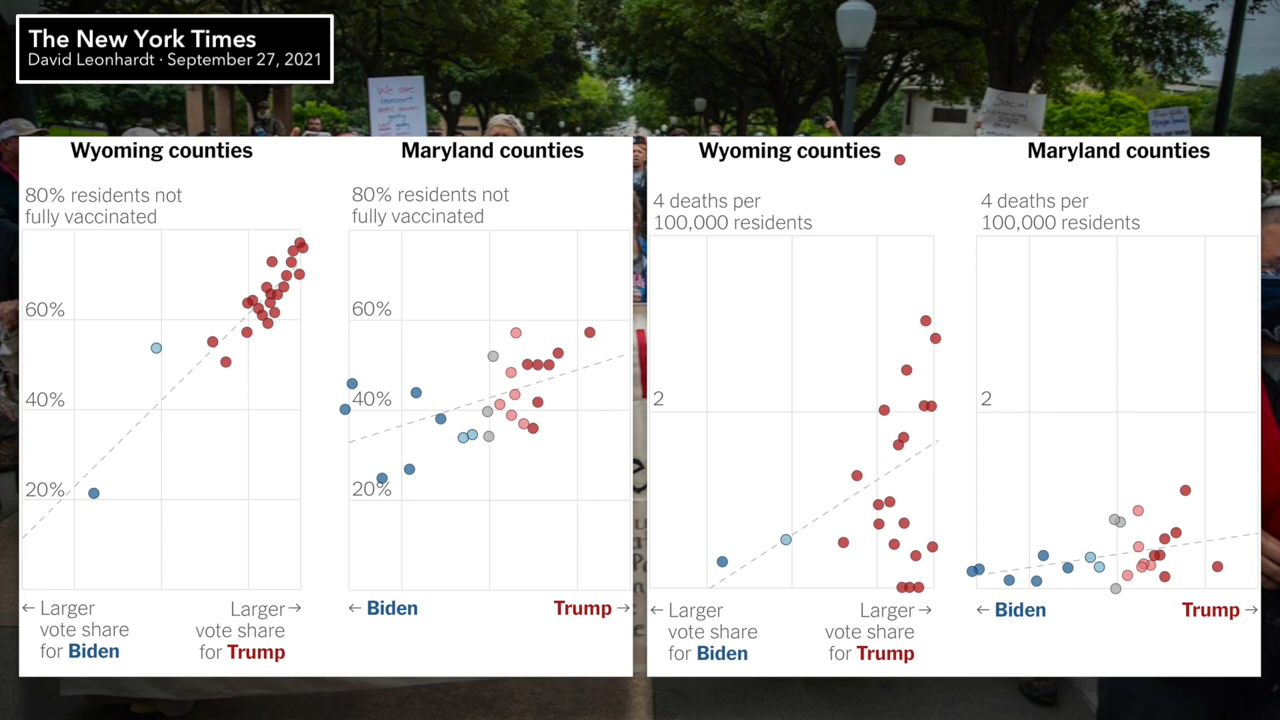 The New York Times
David Leonhardt · September 27, 2021
We are
Social
Wyoming counties
80% residents not
fully vaccinated
60%
40%
20%
← Larger
vote share
for Biden
Larger →
vote share
for Trump
Maryland counties
80% residents not
fully vaccinated
60%
40%
20%
← Biden
Trump →
Wyoming counties
4 deaths per
100,000 residents
2
← Larger
vote share
for Biden
Larger →
vote share
for Trump
Maryland counties
4 deaths per
100,000 residents
2
← Biden
Trump →